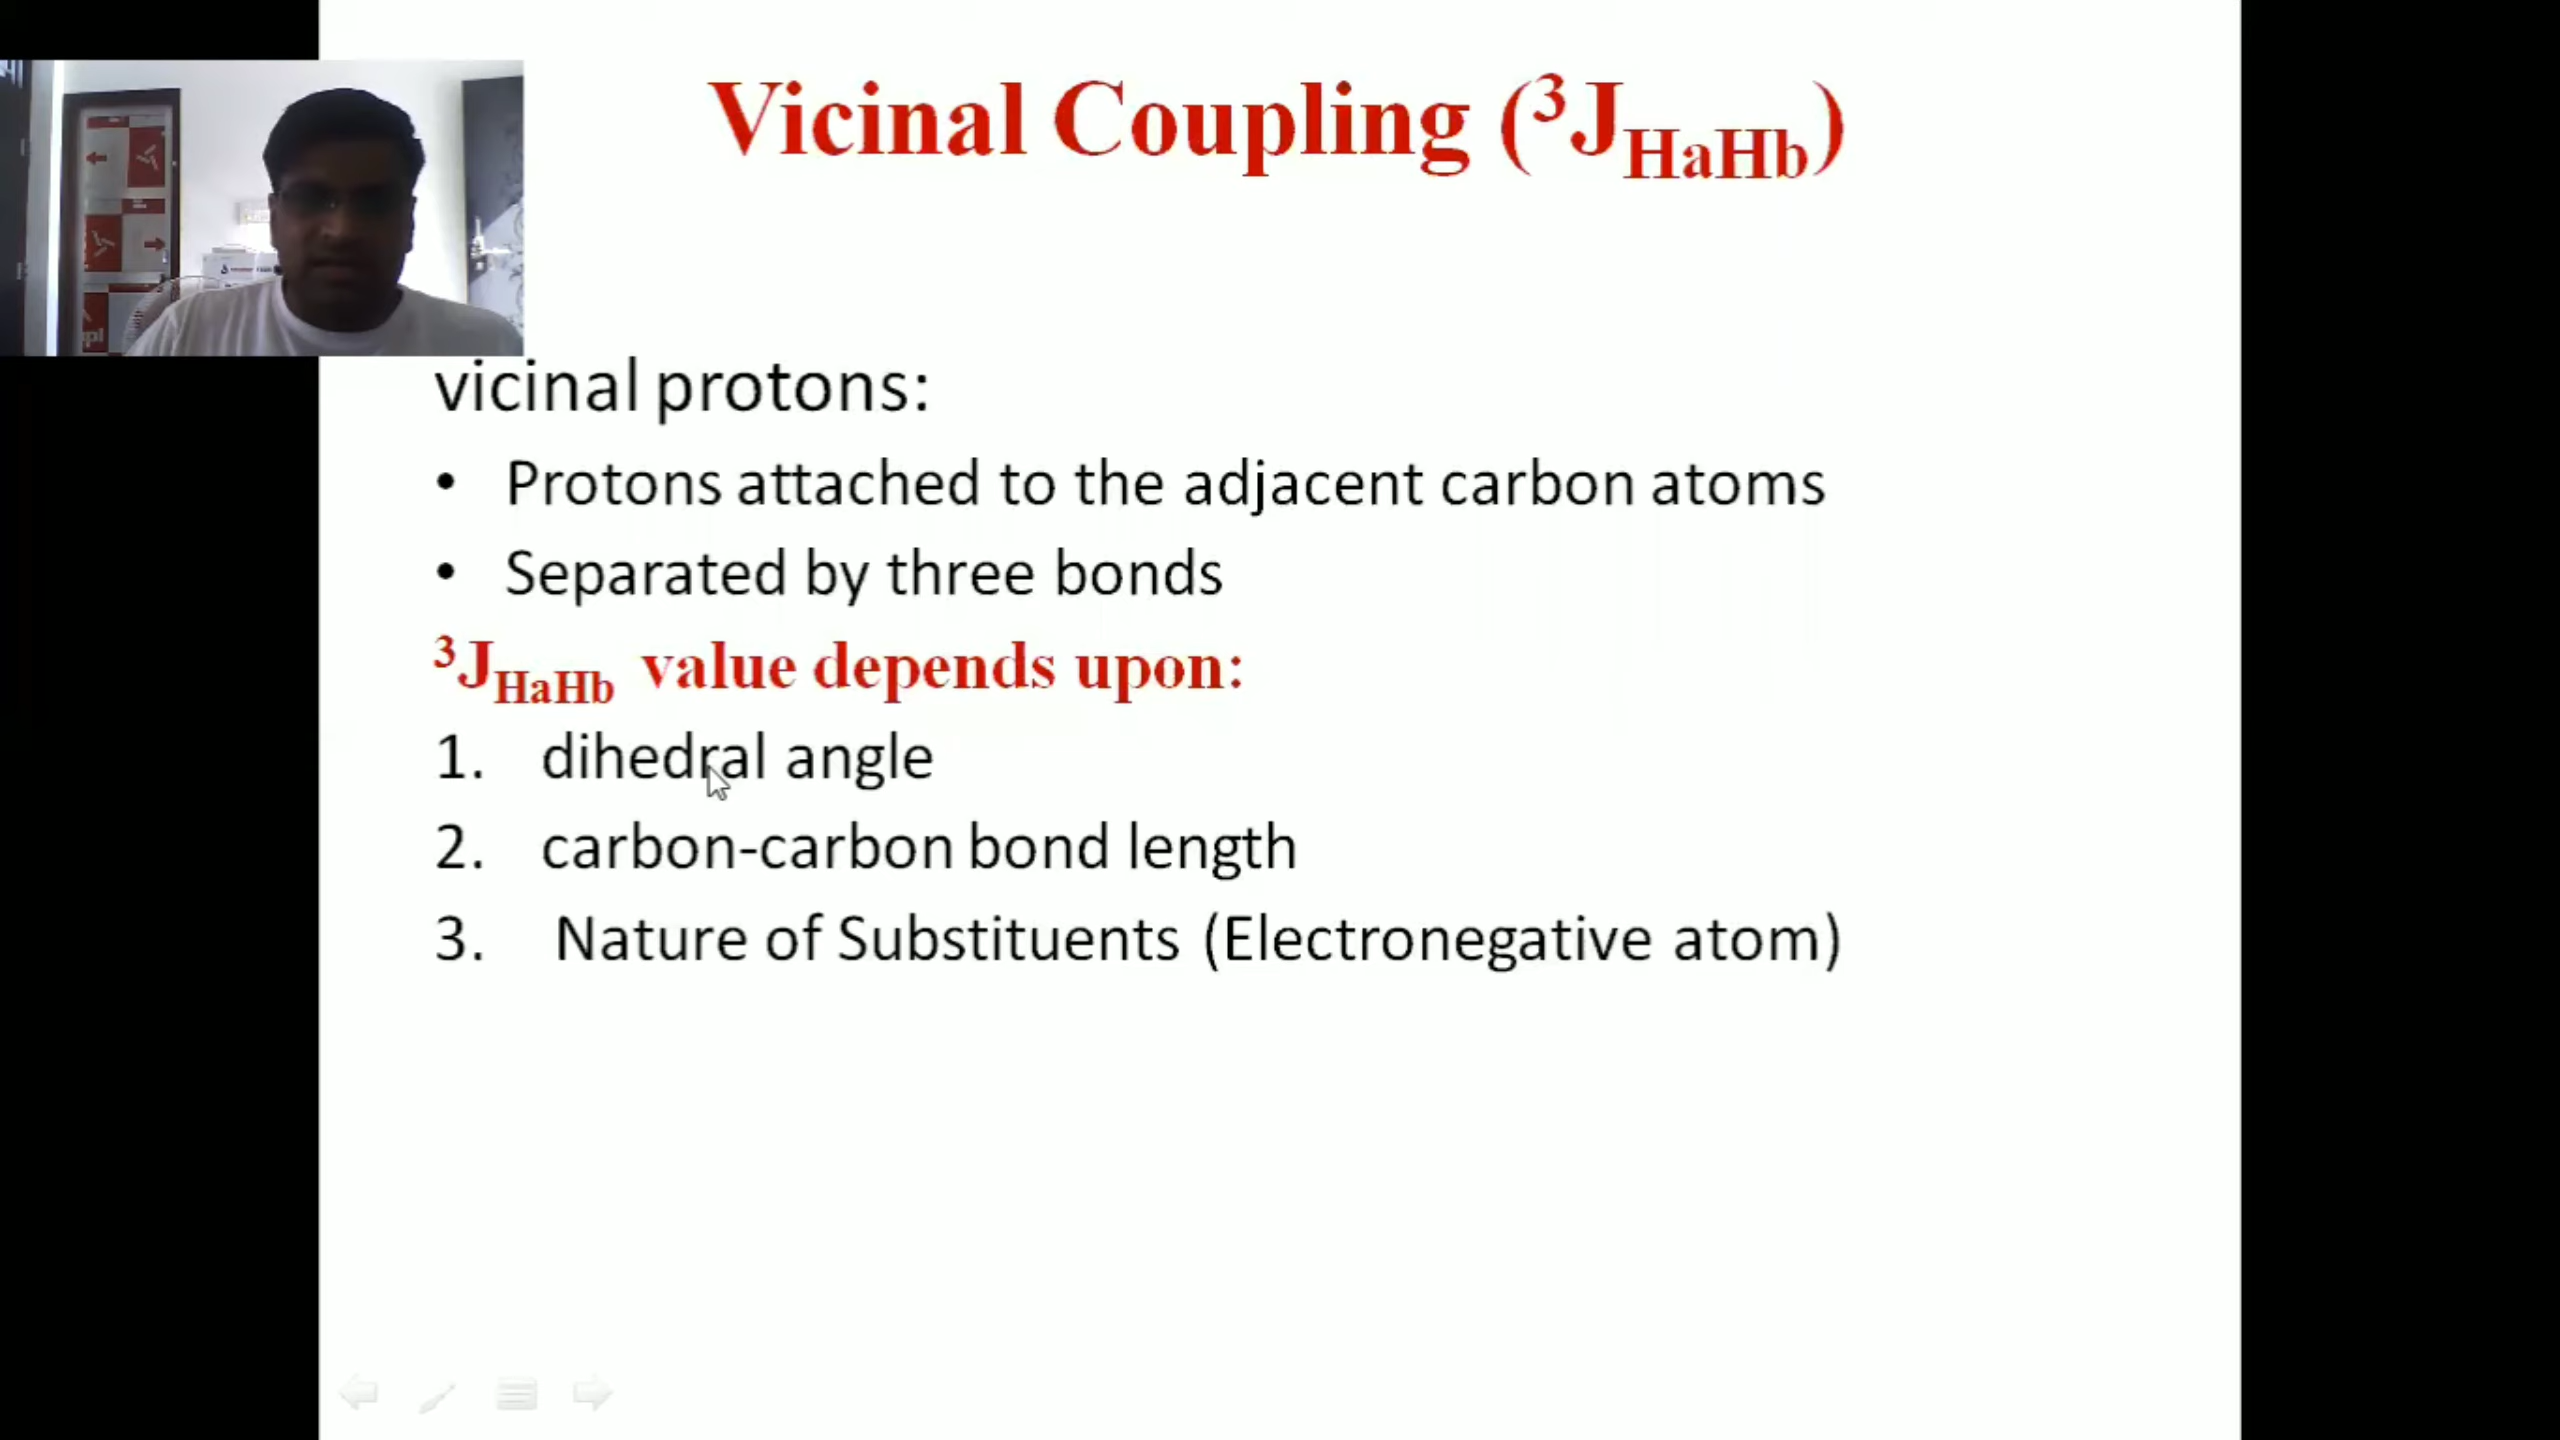 Vicinal Coupling (³J_HaHb)
vicinal protons:
• Protons attached to the adjacent carbon atoms
• Separated by three bonds
³J_HaHb value depends upon:
1. dihedral angle
2. carbon-carbon bond length
3. Nature of Substituents (Electronegative atom)